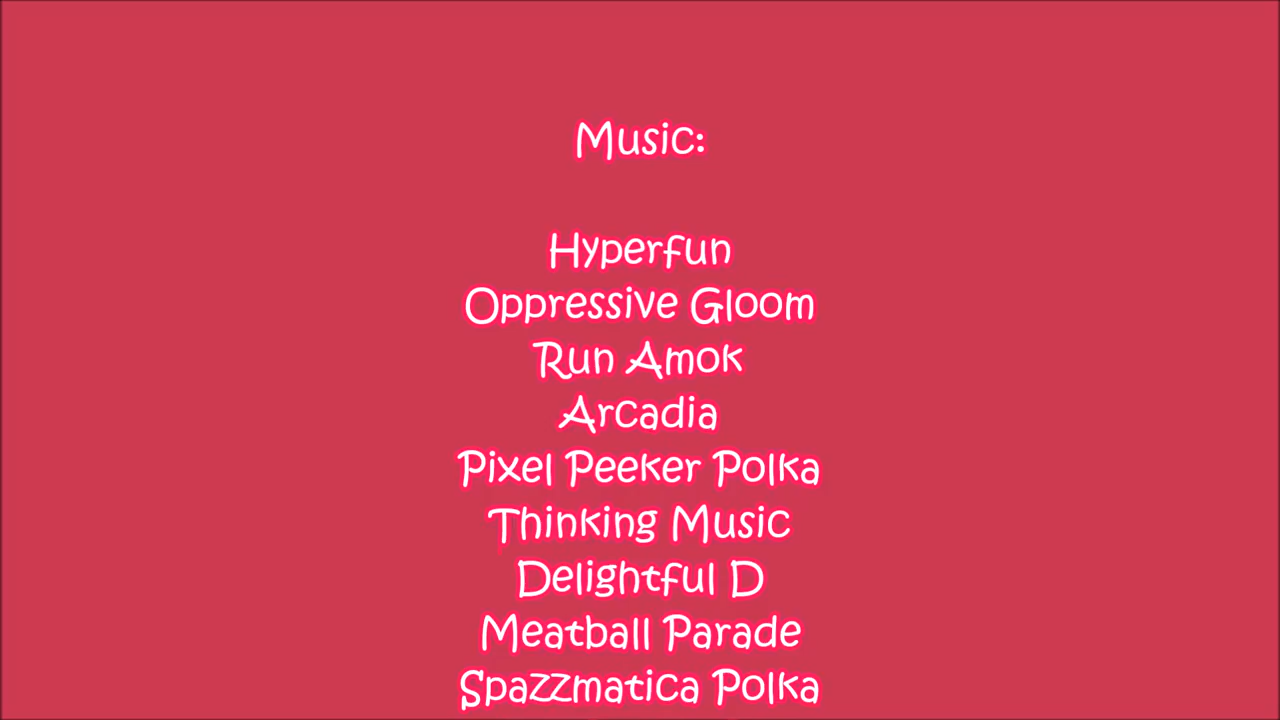 Music:
Hyperfun
Oppressive Gloom
Run Amok
Arcadia
Pixel Peeker Polka
Thinking Music
Delightful D
Meatball Parade
Spazzmatica Polka